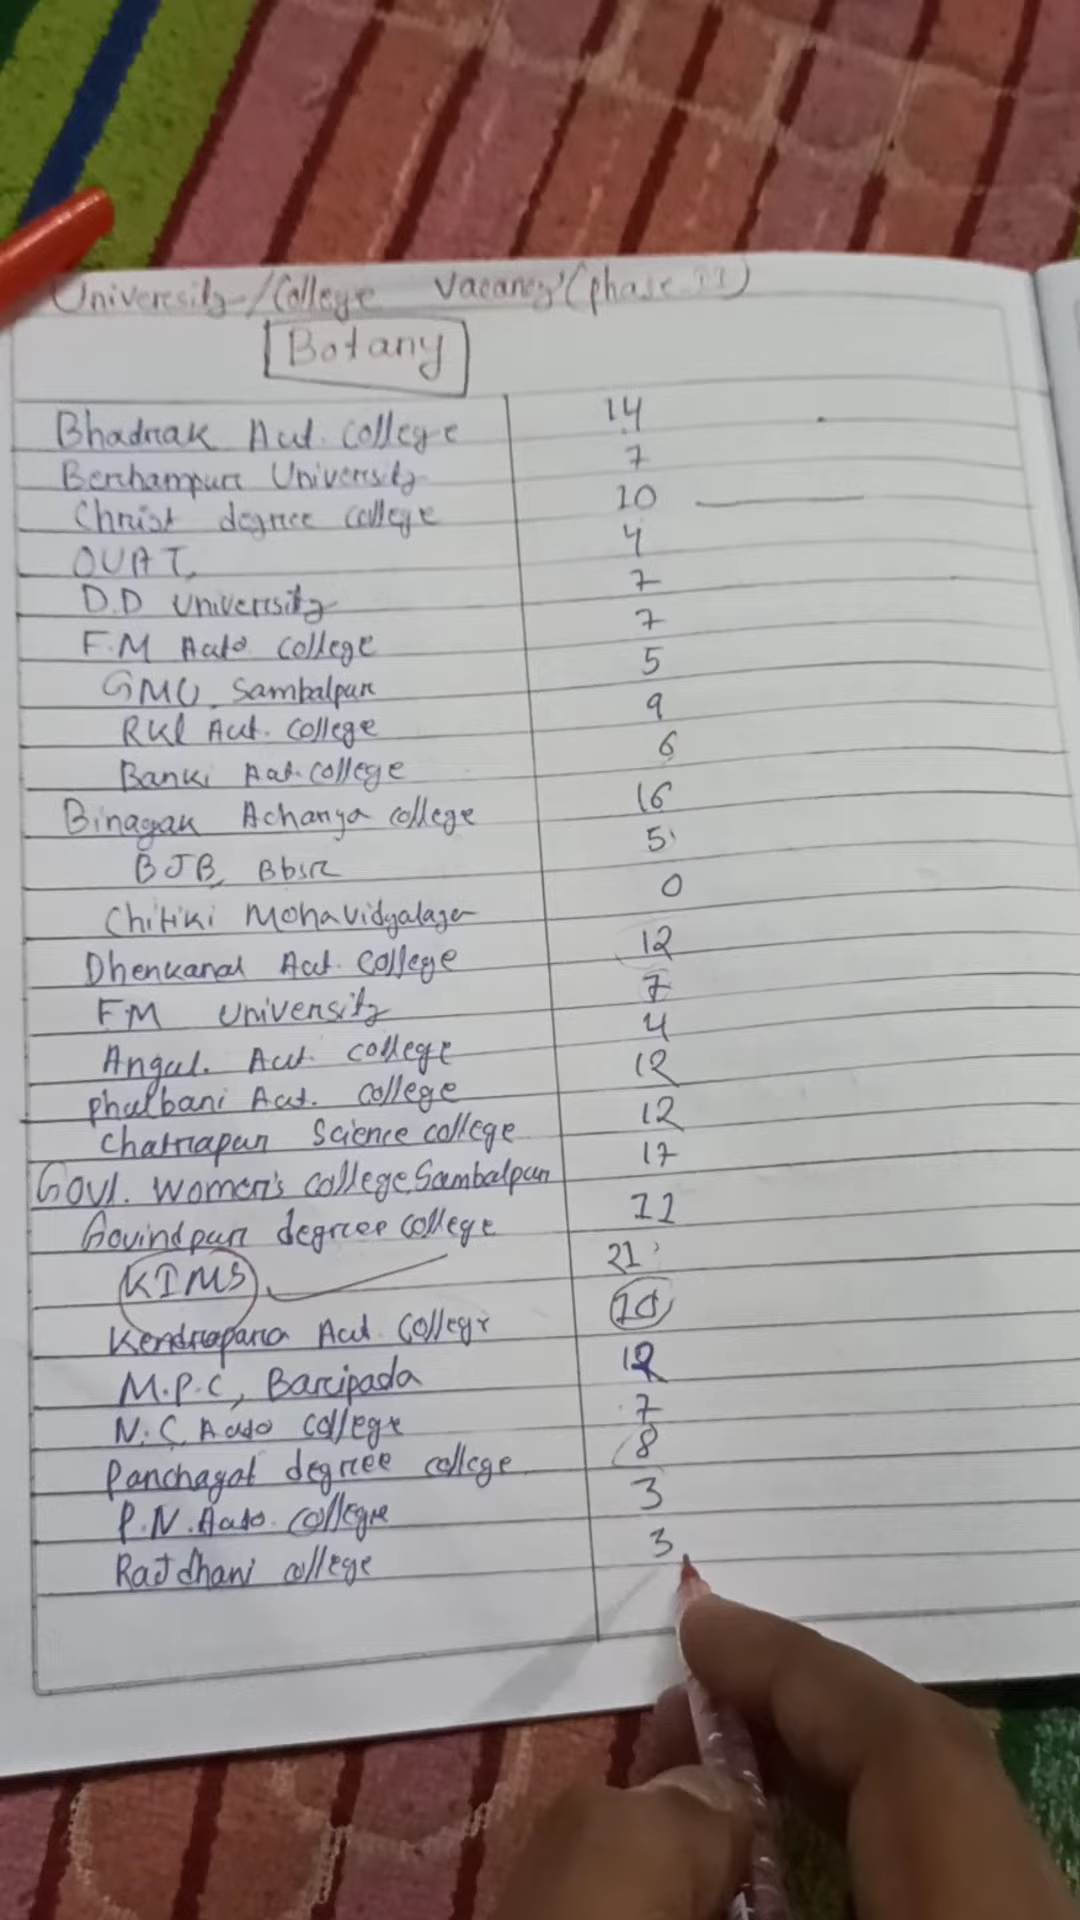 University/College Vacancy (phase II)
Botany
Bhadrak Aut. College 14
Berhampur University 7
Christ degree college 10
OUAT, 4
D.D University 7
F.M Auto College 7
GMU, Sambalpur 5
RKL Aut. College 9
Banki Aut. College 6
Binayak Acharya college 16
BJB, Bbsr 5
Chitiki Mohavidyalaya 0
Dhenkanal Aut. College 12
FM University 7
Angul. Aut. college 4
phulbani Aut. college 12
Chatrapur Science college 12
Govt. Women's college, Sambalpur 17
Govindpur degree college 11
KIMS 21
Kendrapara Aut. College 10
M.P.C, Baripada 12
N.C Auto college 7
Panchayat degree college 8
P.N. Auto. college 3
Rajdhani college 3